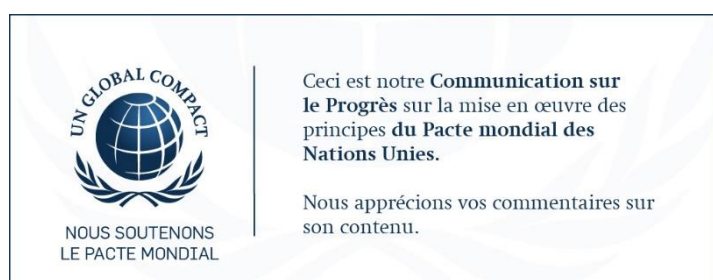 UN GLOBAL COMPACT
NOUS SOUTENONS
LE PACTE MONDIAL
Ceci est notre Communication sur
le Progrès sur la mise en œuvre des
principes du Pacte mondial des
Nations Unies.
Nous apprécions vos commentaires sur
son contenu.